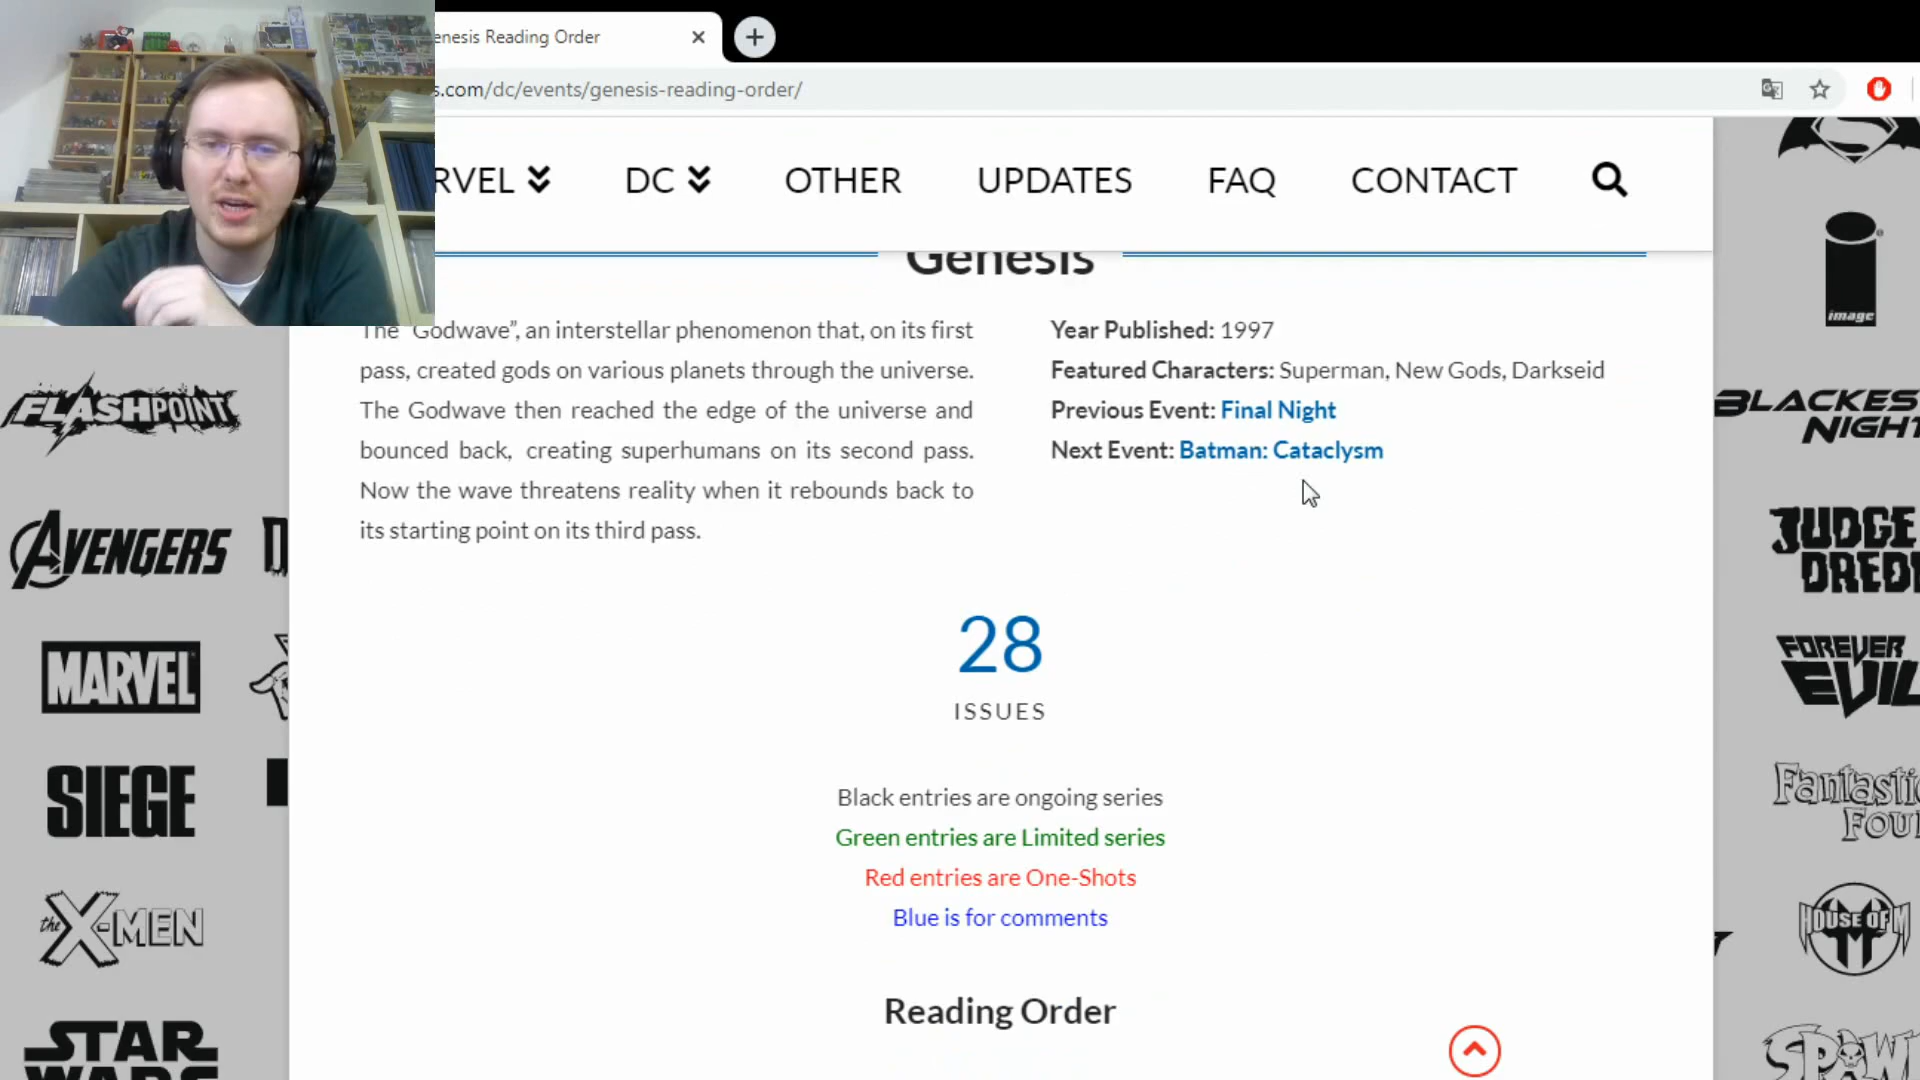 enesis Reading Order
s.com/dc/events/genesis-reading-order/
RVEL
DC
OTHER
UPDATES
FAQ
CONTACT
Genesis
The "Godwave”, an interstellar phenomenon that, on its first
pass, created gods on various planets through the universe.
The Godwave then reached the edge of the universe and
bounced back, creating superhumans on its second pass.
Now the wave threatens reality when it rebounds back to
its starting point on its third pass.
Year Published: 1997
Featured Characters: Superman, New Gods, Darkseid
Previous Event: Final Night
Next Event: Batman: Cataclysm
28
ISSUES
Black entries are ongoing series
Green entries are Limited series
Red entries are One-Shots
Blue is for comments
Reading Order
FLASHPOINT
AVENGERS
MARVEL
SIEGE
the X-MEN
STAR
WARS
image
BLACKES
NIGHT
JUDGE
DREDD
FOREVER
EVIL
Fantastic
Four
HOUSE OF M
SPAWN